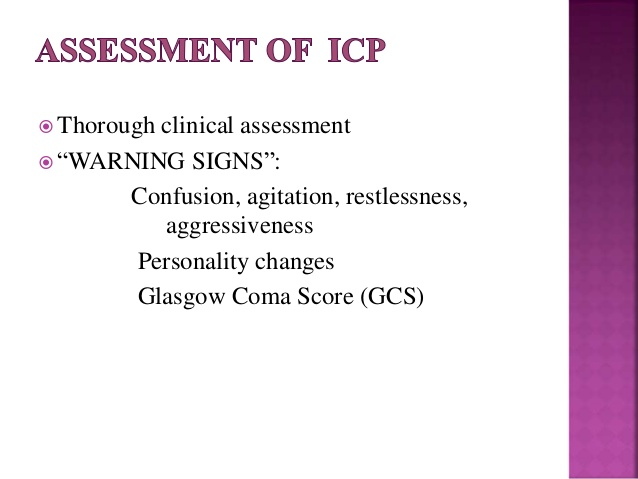 ASSESSMENT OF ICP
Thorough clinical assessment
“WARNING SIGNS”:
Confusion, agitation, restlessness,
aggressiveness
Personality changes
Glasgow Coma Score (GCS)